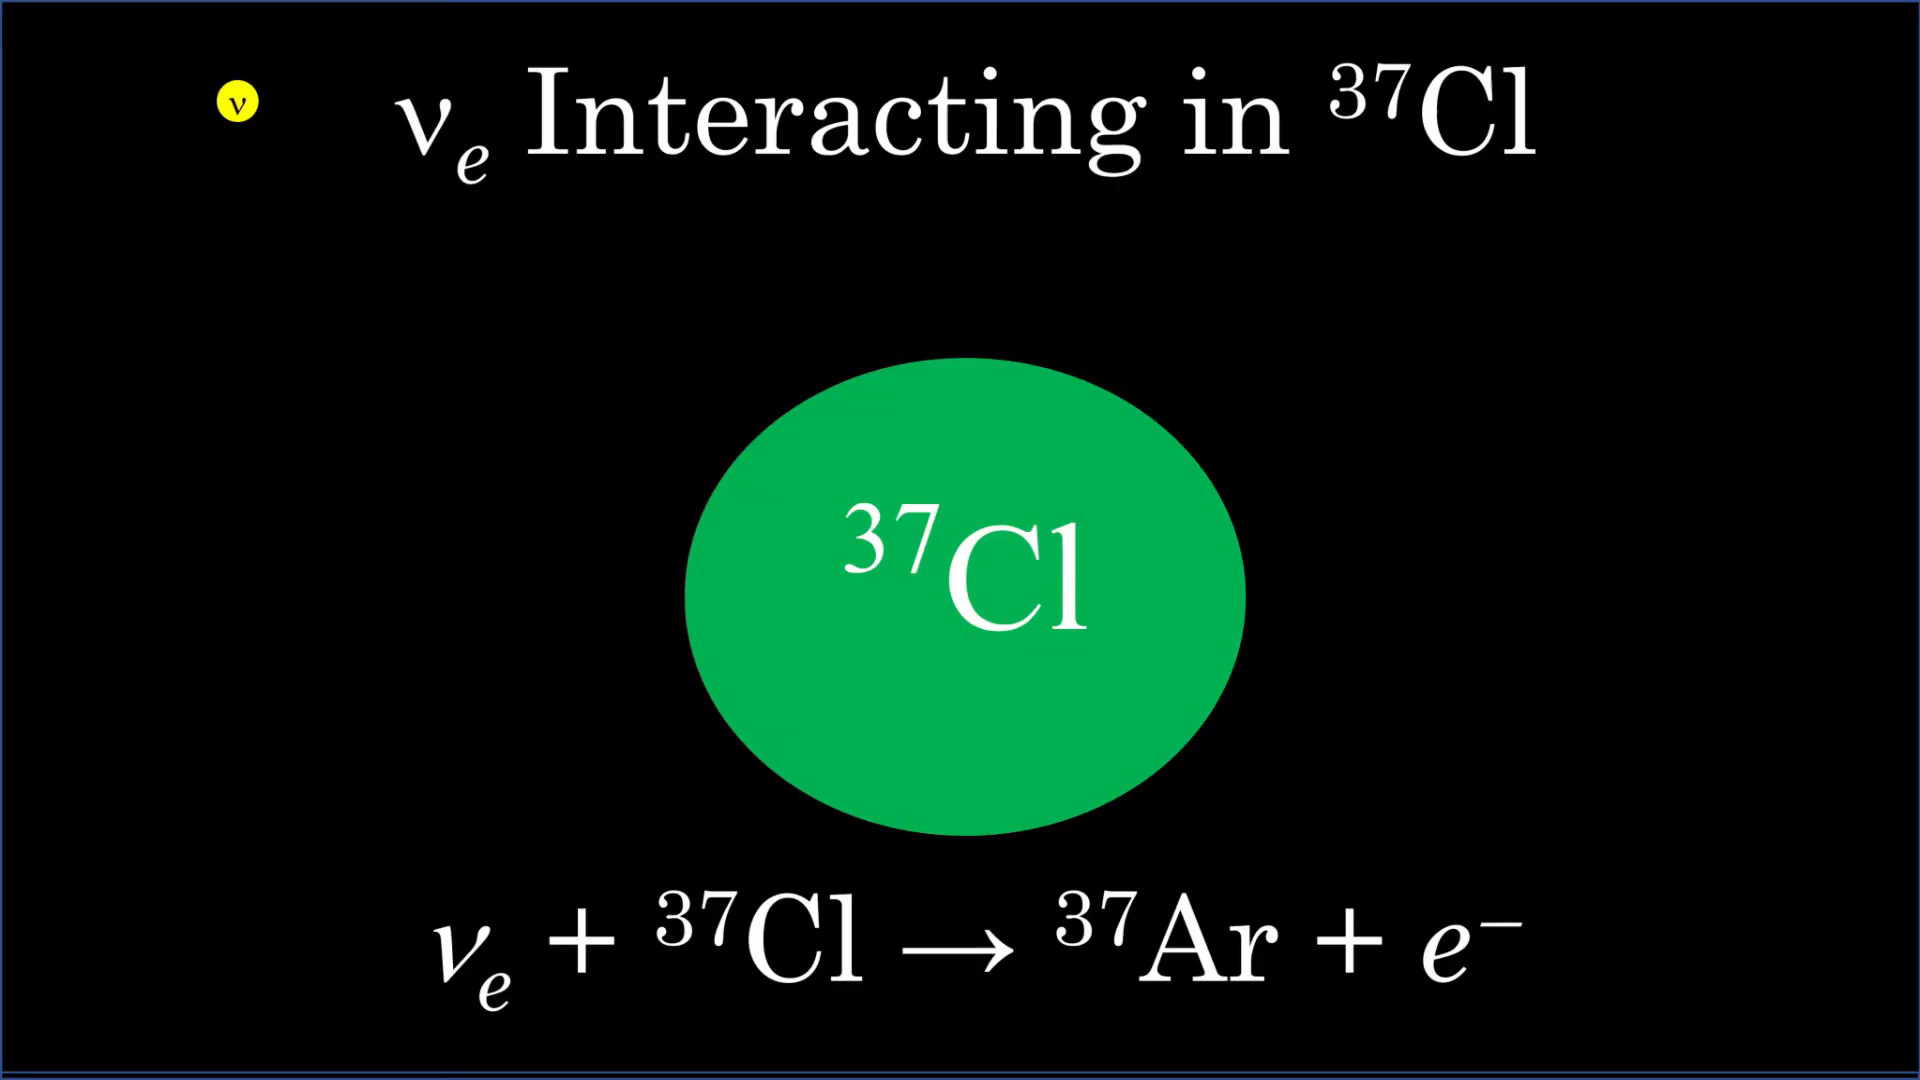 ν
νₑ Interacting in ³⁷Cl
³⁷Cl
νₑ + ³⁷Cl → ³⁷Ar + e⁻